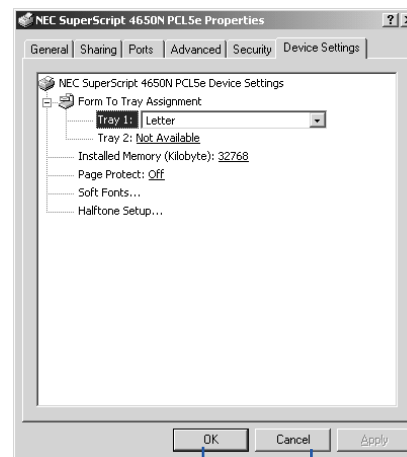 NEC SuperScript 4650N PCL5e Properties
General Sharing Ports Advanced Security Device Settings
NEC SuperScript 4650N PCL5e Device Settings
Form To Tray Assignment
Tray 1: Letter
Tray 2: Not Available
Installed Memory (Kilobyte): 32768
Page Protect: Off
Soft Fonts...
Halftone Setup...
OK Cancel Apply